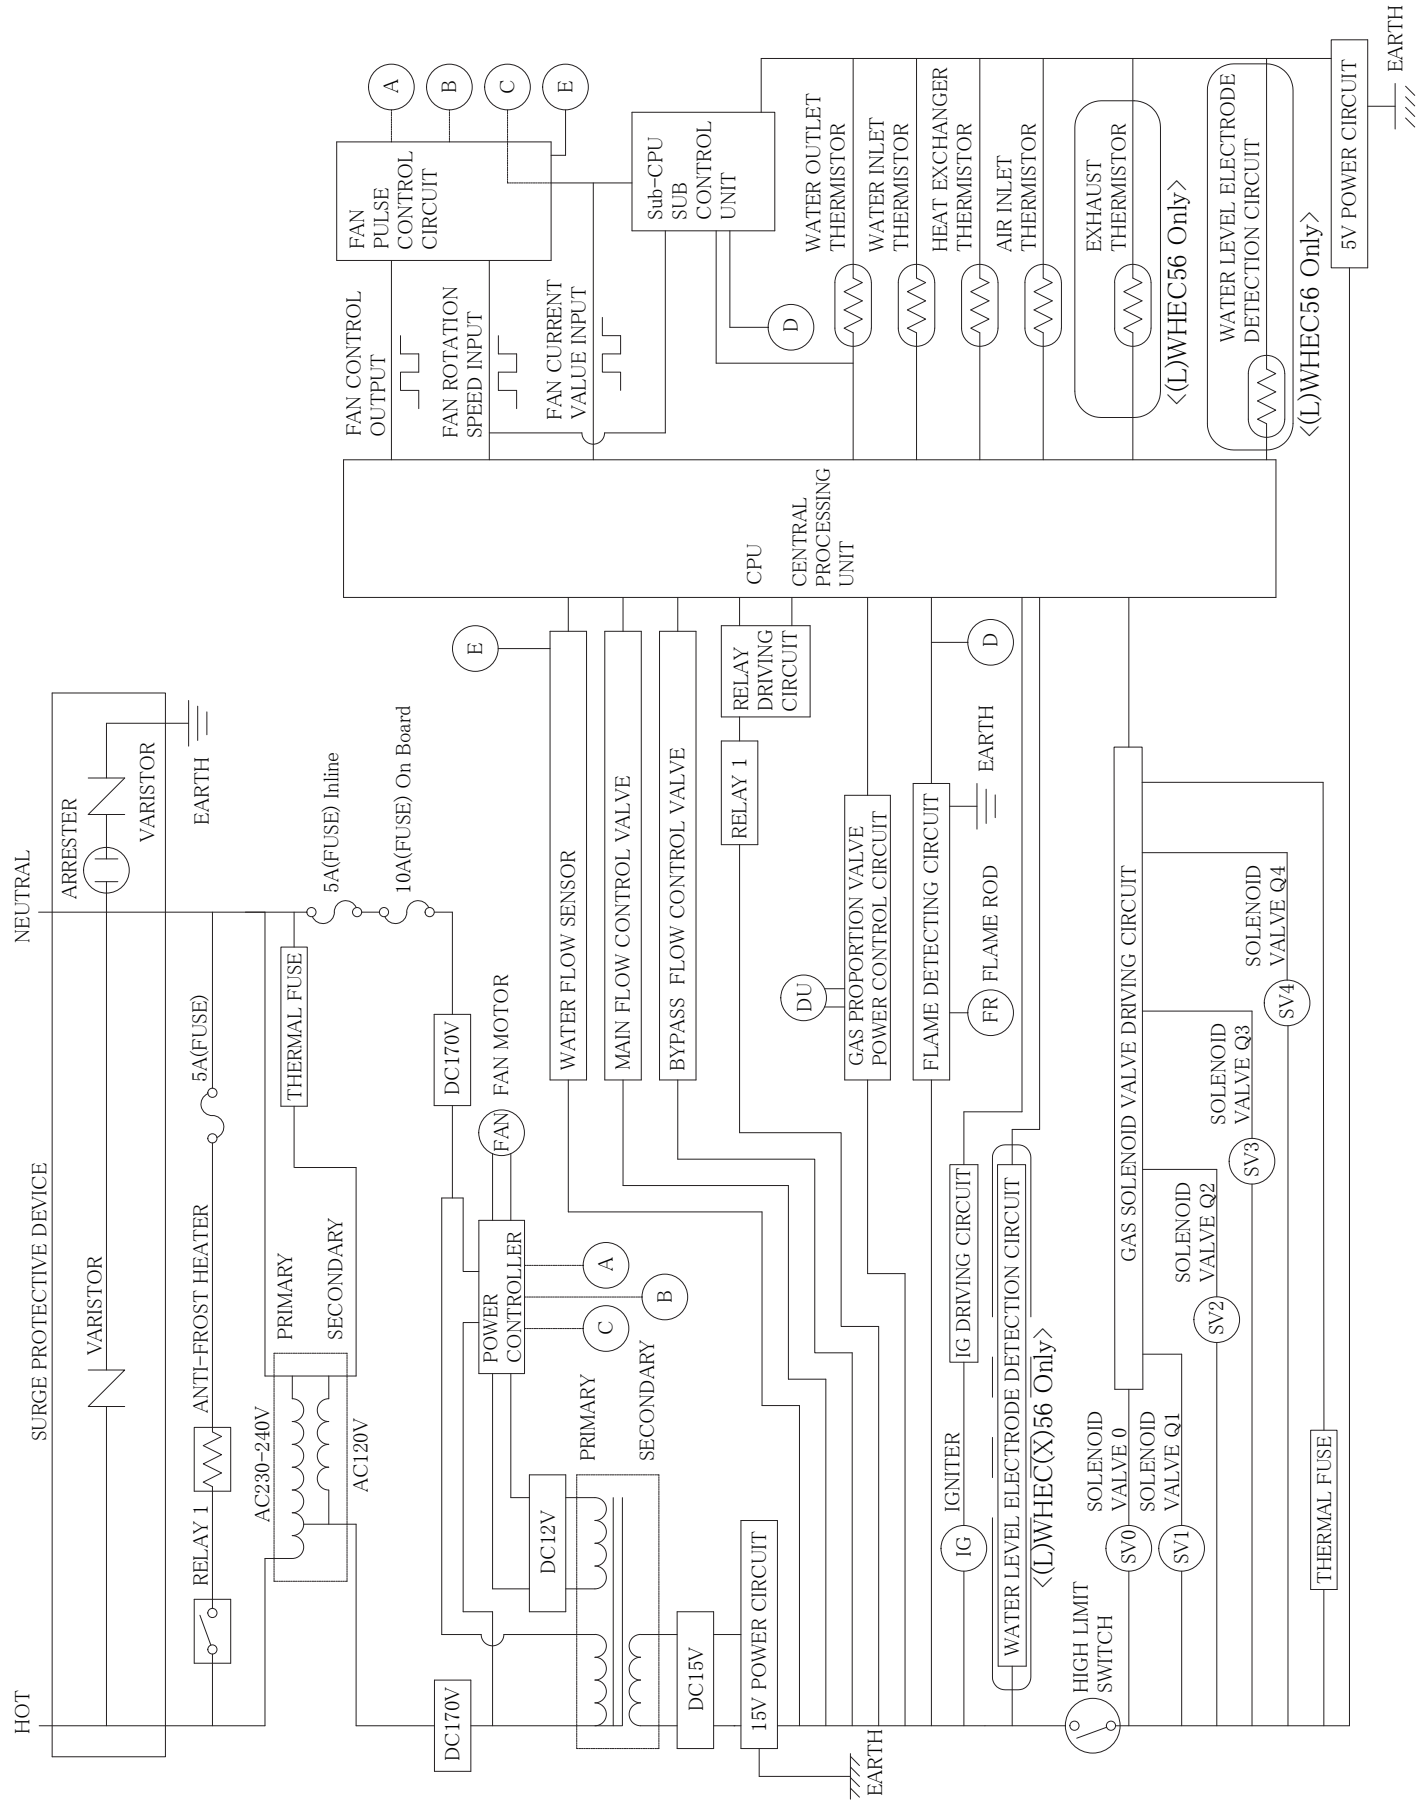 HOT
NEUTRAL
SURGE PROTECTIVE DEVICE
VARISTOR
ARRESTER
VARISTOR
EARTH
RELAY 1
ANTI-FROST HEATER
5A(FUSE)
AC230-240V
PRIMARY
THERMAL FUSE
AC120V
SECONDARY
5A(FUSE) Inline
10A(FUSE) On Board
DC170V
DC170V
POWER
CONTROLLER
FAN
FAN MOTOR
C
B
A
DC12V
PRIMARY
SECONDARY
DC15V
15V POWER CIRCUIT
EARTH
WATER FLOW SENSOR
E
MAIN FLOW CONTROL VALVE
BYPASS FLOW CONTROL VALVE
RELAY 1
RELAY
DRIVING
CIRCUIT
DU
GAS PROPORTION VALVE
POWER CONTROL CIRCUIT
FLAME DETECTING CIRCUIT
D
FR
FLAME ROD
EARTH
IGNITER
IG
IG DRIVING CIRCUIT
WATER LEVEL ELECTRODE DETECTION CIRCUIT
<(L)WHEC(X)56 Only>
HIGH LIMIT
SWITCH
SOLENOID
VALVE 0
SV0
SOLENOID
VALVE Q1
SV1
GAS SOLENOID VALVE DRIVING CIRCUIT
SOLENOID
VALVE Q2
SV2
SOLENOID
VALVE Q3
SV3
SOLENOID
VALVE Q4
SV4
THERMAL FUSE
CPU
CENTRAL
PROCESSING
UNIT
FAN CONTROL
OUTPUT
FAN ROTATION
SPEED INPUT
FAN CURRENT
VALUE INPUT
FAN
PULSE
CONTROL
CIRCUIT
A
B
C
E
Sub-CPU
SUB
CONTROL
UNIT
D
WATER OUTLET
THERMISTOR
WATER INLET
THERMISTOR
HEAT EXCHANGER
THERMISTOR
AIR INLET
THERMISTOR
EXHAUST
THERMISTOR
<(L)WHEC56 Only>
WATER LEVEL ELECTRODE
DETECTION CIRCUIT
<(L)WHEC56 Only>
5V POWER CIRCUIT
EARTH